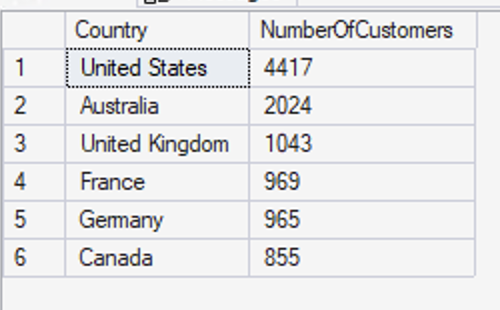 Country NumberOfCustomers
1 United States 4417
2 Australia 2024
3 United Kingdom 1043
4 France 969
5 Germany 965
6 Canada 855